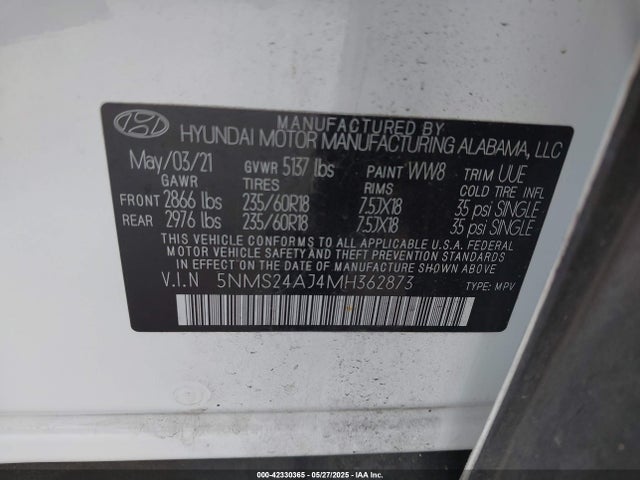 MANUFACTURED BY
HYUNDAI MOTOR MANUFACTURING ALABAMA, LLC
May/03/21 GVWR 5137 lbs PAINT WW8 TRIM UUE
GAWR TIRES RIMS COLD TIRE INFL
FRONT 2866 lbs 235/60R18 7.5JX18 35 psi SINGLE
REAR 2976 lbs 235/60R18 7.5JX18 35 psi SINGLE
THIS VEHICLE CONFORMS TO ALL APPLICABLE U.S.A. FEDERAL
MOTOR VEHICLE SAFETY AND THEFT PREVENTION STANDARDS
IN EFFECT ON THE DATE OF MANUFACTURE SHOWN ABOVE.
V.I.N 5NMS24AJ4MH362873 TYPE: MPV
000-42330365 - 05/27/2025 - IAA Inc.